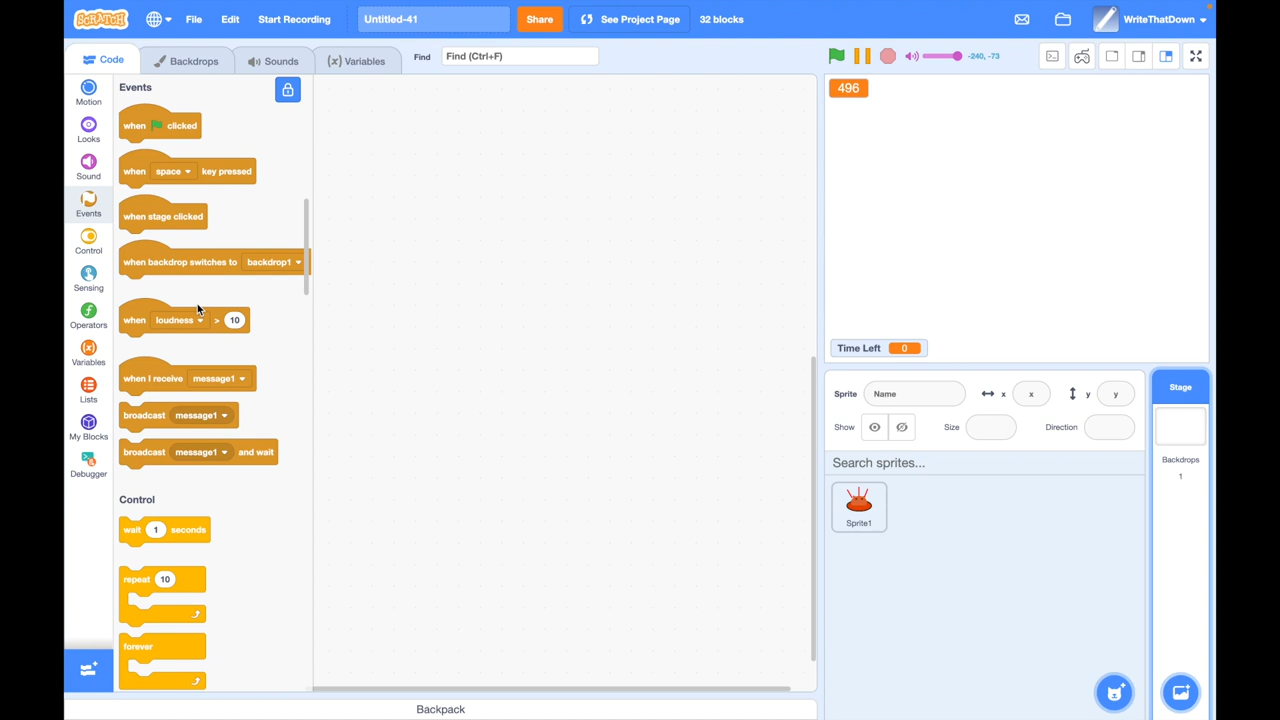 SCRATCH File Edit Start Recording Untitled-41 Share See Project Page 32 blocks WriteThatDown
Code Backdrops Sounds (x) Variables Find Find (Ctrl+F) -240, -73
Motion
Looks
Sound
Events
Control
Sensing
Operators
Variables
Lists
My Blocks
Debugger
Events
when clicked
when space key pressed
when stage clicked
when backdrop switches to backdrop1
when loudness > 10
when I receive message1
broadcast message1
broadcast message1 and wait
Control
wait 1 seconds
repeat 10
forever
496
Time Left 0
Sprite Name x x y y
Show Size Direction
Search sprites...
Sprite1
Stage
Backdrops
1
Backpack